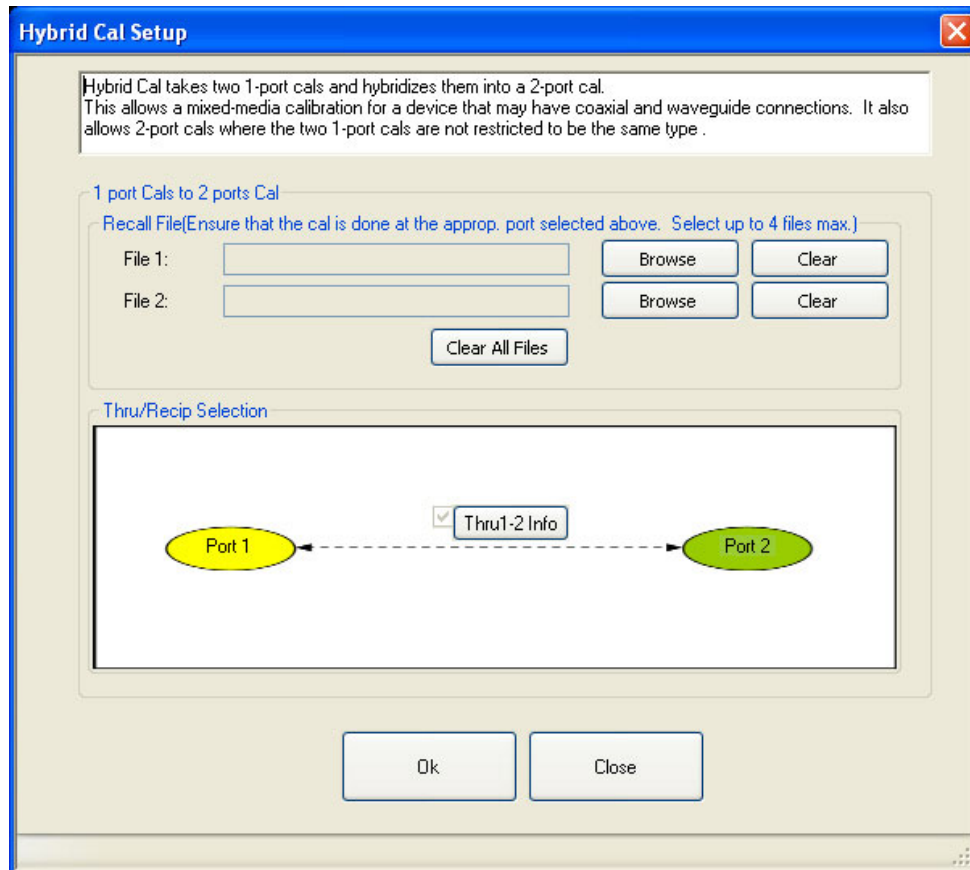 Hybrid Cal Setup
Hybrid Cal takes two 1-port cals and hybridizes them into a 2-port cal.
This allows a mixed-media calibration for a device that may have coaxial and waveguide connections.  It also
allows 2-port cals where the two 1-port cals are not restricted to be the same type .
1 port Cals to 2 ports Cal
Recall File(Ensure that the cal is done at the approp. port selected above.  Select up to 4 files max.)
File 1: Browse Clear
File 2: Browse Clear
Clear All Files
Thru/Recip Selection
Thru1-2 Info
Port 1 Port 2
Ok Close